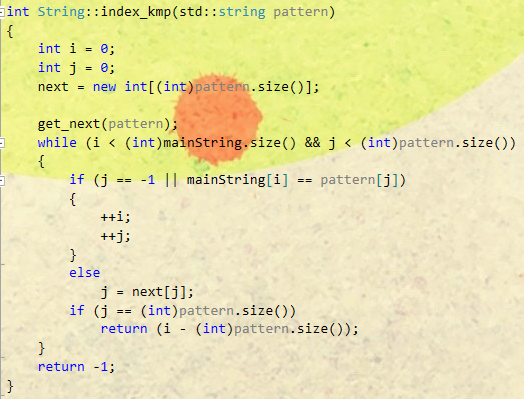 int String::index_kmp(std::string pattern)
{
    int i = 0;
    int j = 0;
    next = new int[(int)pattern.size()];

    get_next(pattern);
    while (i < (int)mainString.size() && j < (int)pattern.size())
    {
        if (j == -1 || mainString[i] == pattern[j])
        {
            ++i;
            ++j;
        }
        else
            j = next[j];
        if (j == (int)pattern.size())
            return (i - (int)pattern.size());
    }
    return -1;
}